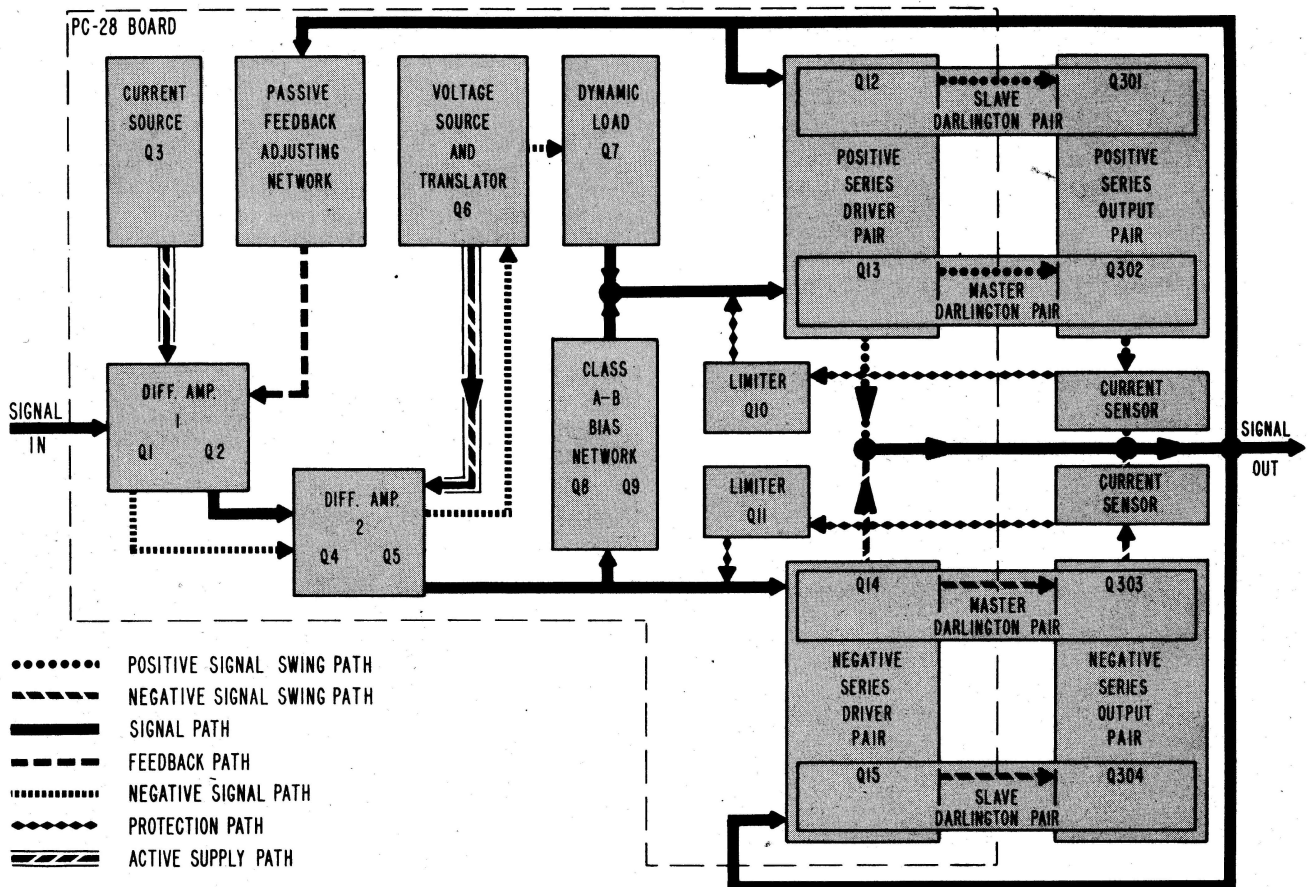 PC-28 BOARD
CURRENT
SOURCE
Q3
PASSIVE
FEEDBACK
ADJUSTING
NETWORK
VOLTAGE
SOURCE
AND
TRANSLATOR
Q6
DYNAMIC
LOAD
Q7
Q12
SLAVE
DARLINGTON PAIR
Q301
POSITIVE
SERIES
DRIVER
PAIR
POSITIVE
SERIES
OUTPUT
PAIR
Q13
MASTER
DARLINGTON PAIR
Q302
SIGNAL
IN
DIFF. AMP.
1
Q1 Q2
DIFF. AMP.
2
Q4 Q5
CLASS
A-B
BIAS
NETWORK
Q8 Q9
LIMITER
Q10
LIMITER
Q11
CURRENT
SENSOR
CURRENT
SENSOR
SIGNAL
OUT
Q14
MASTER
DARLINGTON PAIR
Q303
NEGATIVE
SERIES
DRIVER
PAIR
NEGATIVE
SERIES
OUTPUT
PAIR
Q15
SLAVE
DARLINGTON PAIR
Q304
POSITIVE SIGNAL SWING PATH
NEGATIVE SIGNAL SWING PATH
SIGNAL PATH
FEEDBACK PATH
NEGATIVE SIGNAL PATH
PROTECTION PATH
ACTIVE SUPPLY PATH